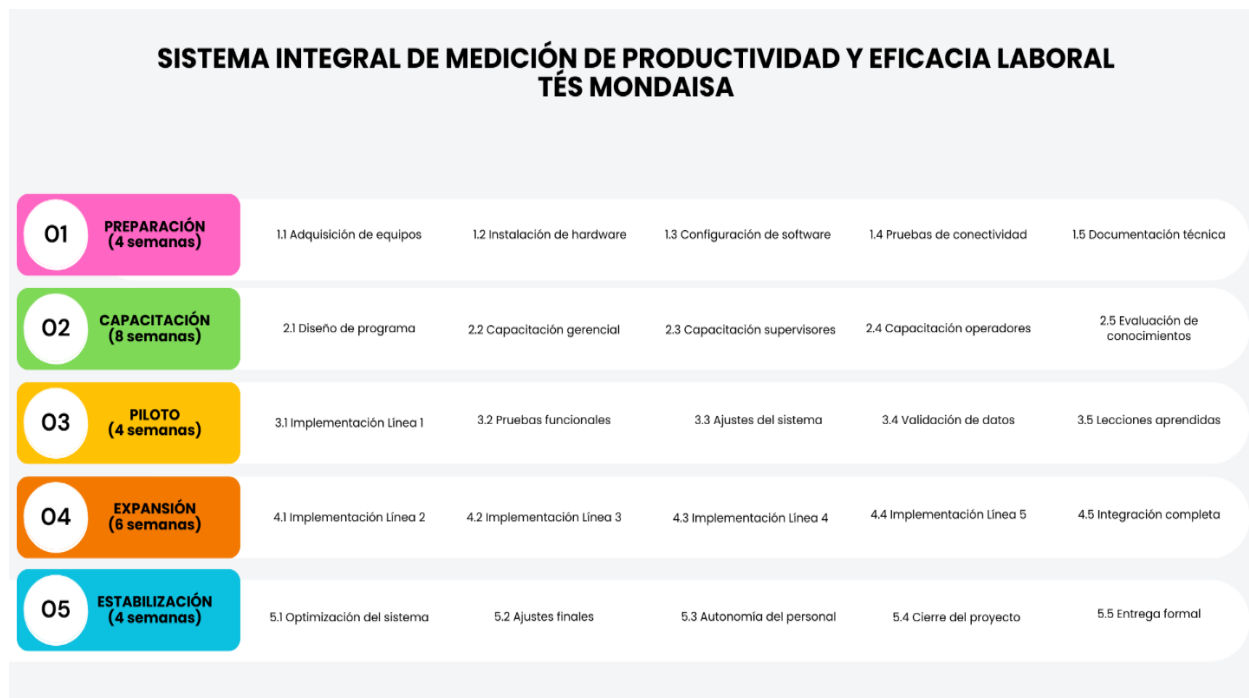 SISTEMA INTEGRAL DE MEDICIÓN DE PRODUCTIVIDAD Y EFICACIA LABORAL
TÉS MONDAISA
01
PREPARACIÓN
(4 semanas)
1.1 Adquisición de equipos
1.2 Instalación de hardware
1.3 Configuración de software
1.4 Pruebas de conectividad
1.5 Documentación técnica
02
CAPACITACIÓN
(8 semanas)
2.1 Diseño de programa
2.2 Capacitación gerencial
2.3 Capacitación supervisores
2.4 Capacitación operadores
2.5 Evaluación de
conocimientos
03
PILOTO
(4 semanas)
3.1 Implementación Línea 1
3.2 Pruebas funcionales
3.3 Ajustes del sistema
3.4 Validación de datos
3.5 Lecciones aprendidas
04
EXPANSIÓN
(6 semanas)
4.1 Implementación Línea 2
4.2 Implementación Línea 3
4.3 Implementación Línea 4
4.4 Implementación Línea 5
4.5 Integración completa
05
ESTABILIZACIÓN
(4 semanas)
5.1 Optimización del sistema
5.2 Ajustes finales
5.3 Autonomía del personal
5.4 Cierre del proyecto
5.5 Entrega formal